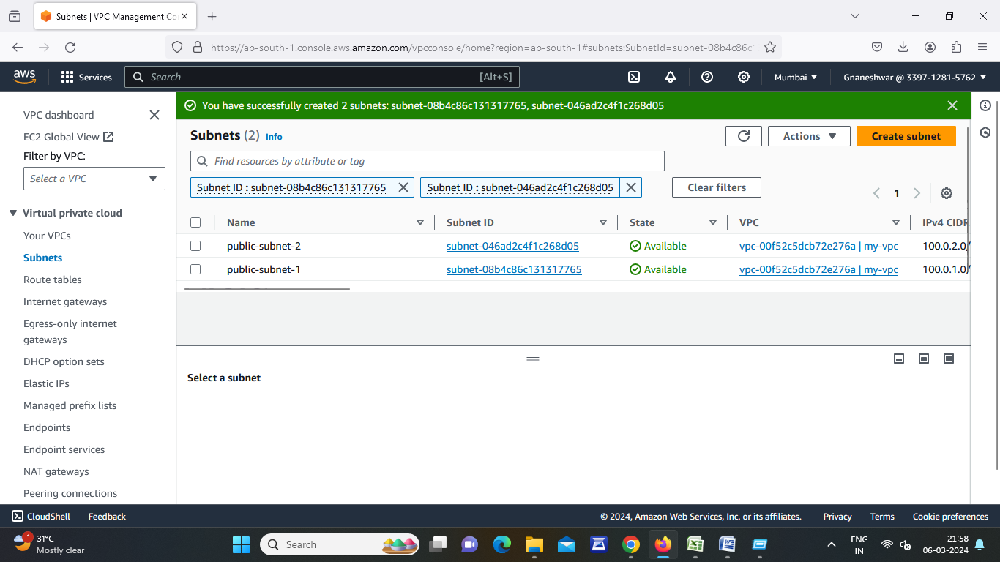 Subnets | VPC Management Co
https://ap-south-1.console.aws.amazon.com/vpcconsole/home?region=ap-south-1#subnets:SubnetId=subnet-08b4c86c1
aws
Services
Search
[Alt+S]
Mumbai
Gnaneshwar @ 3397-1281-5762
VPC dashboard
EC2 Global View
Filter by VPC:
Select a VPC
Virtual private cloud
Your VPCs
Subnets
Route tables
Internet gateways
Egress-only internet
gateways
DHCP option sets
Elastic IPs
Managed prefix lists
Endpoints
Endpoint services
NAT gateways
Peering connections
You have successfully created 2 subnets: subnet-08b4c86c131317765, subnet-046ad2c4f1c268d05
Subnets (2) Info
Actions
Create subnet
Find resources by attribute or tag
Subnet ID : subnet-08b4c86c131317765
Subnet ID : subnet-046ad2c4f1c268d05
Clear filters
1
Name Subnet ID State VPC IPv4 CIDR
public-subnet-2 subnet-046ad2c4f1c268d05 Available vpc-00f52c5dcb72e276a | my-vpc 100.0.2.0/
public-subnet-1 subnet-08b4c86c131317765 Available vpc-00f52c5dcb72e276a | my-vpc 100.0.1.0/
Select a subnet
CloudShell
Feedback
© 2024, Amazon Web Services, Inc. or its affiliates.
Privacy
Terms
Cookie preferences
1
31°C
Mostly clear
Search
ENG
IN
21:58
06-03-2024